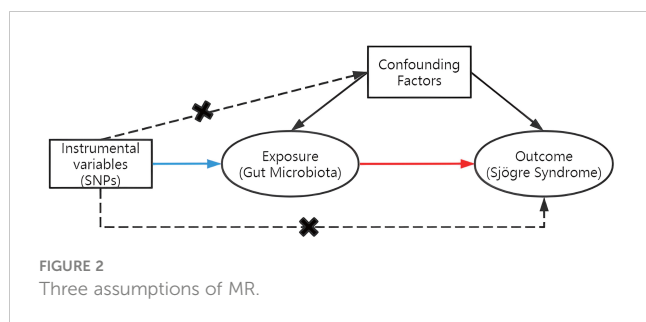 Confounding
Factors
Instrumental
variables
(SNPs)
Exposure
(Gut Microbiota)
Outcome
(Sjögre Syndrome)
FIGURE 2
Three assumptions of MR.